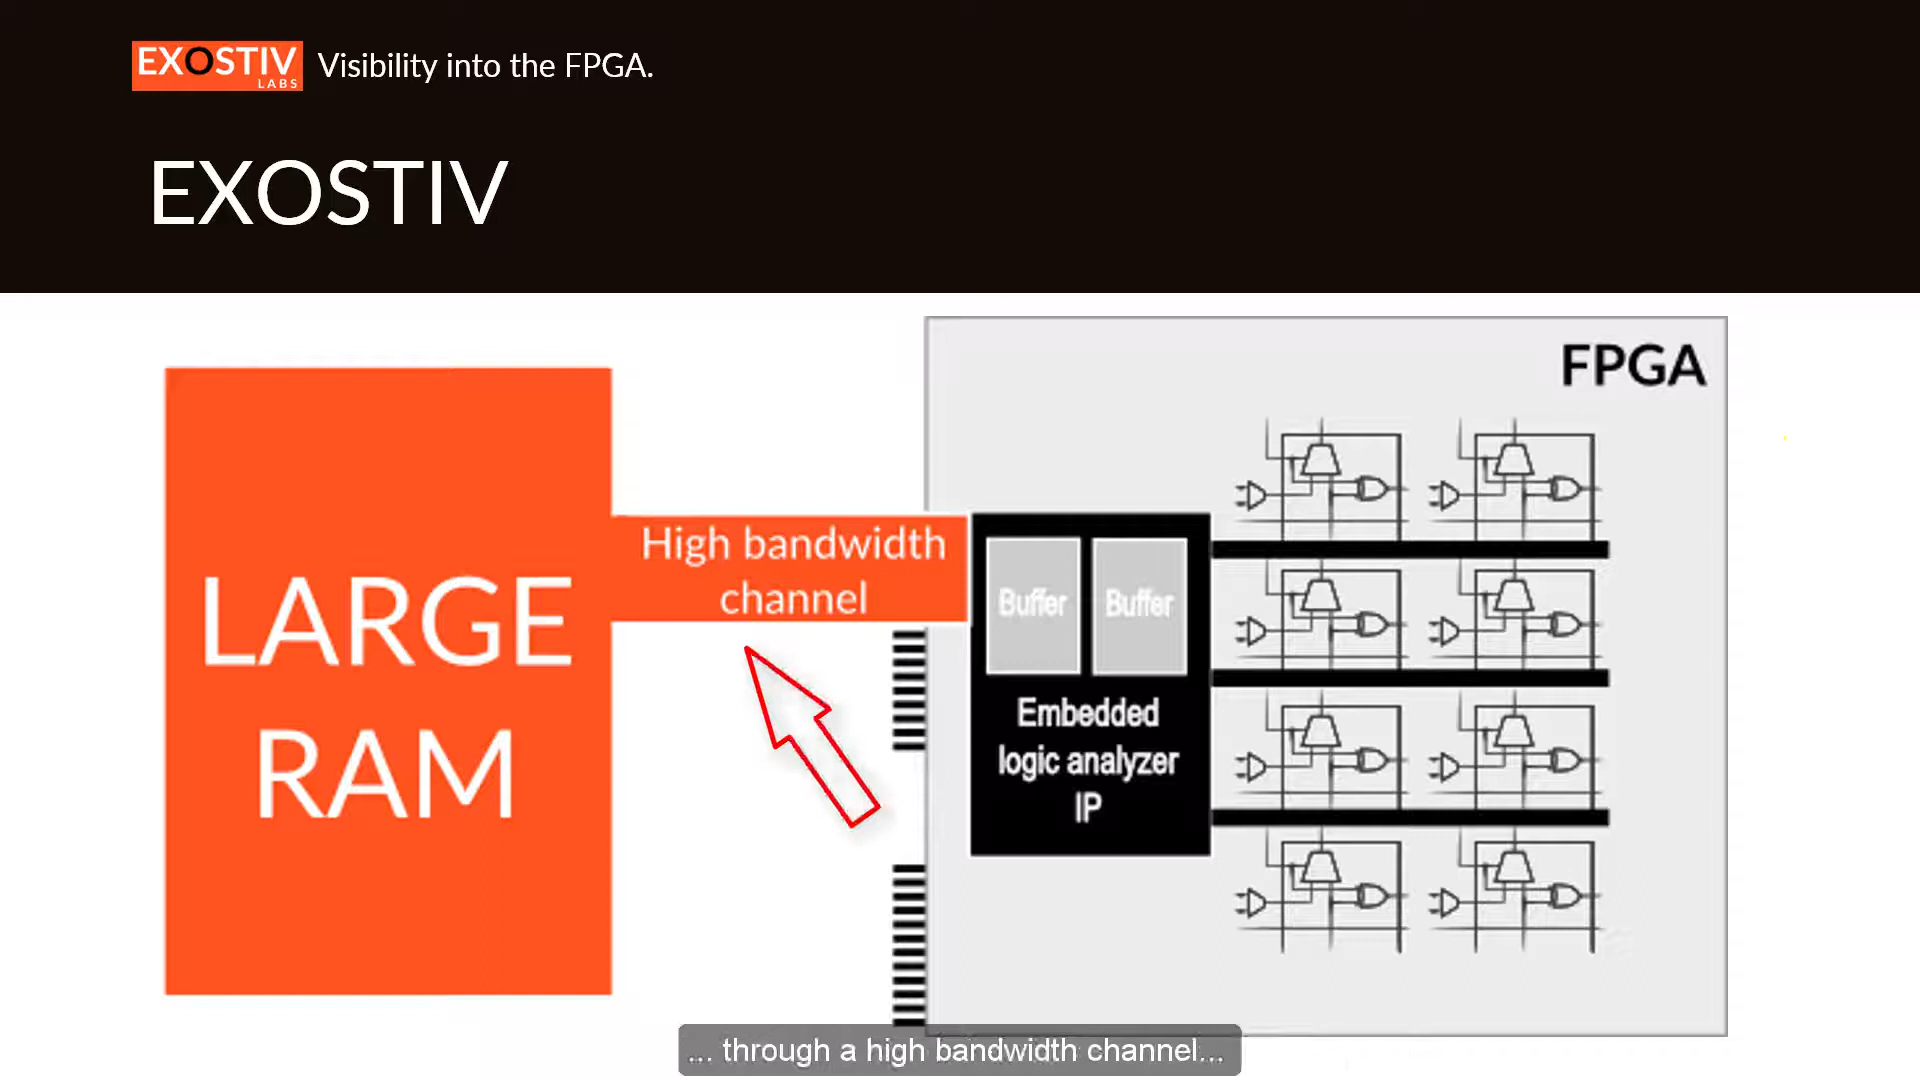 EXOSTIV
LABS
Visibility into the FPGA.
EXOSTIV
FPGA
LARGE
RAM
High bandwidth
channel
Buffer
Buffer
Embedded
logic analyzer
IP
... through a high bandwidth channel...